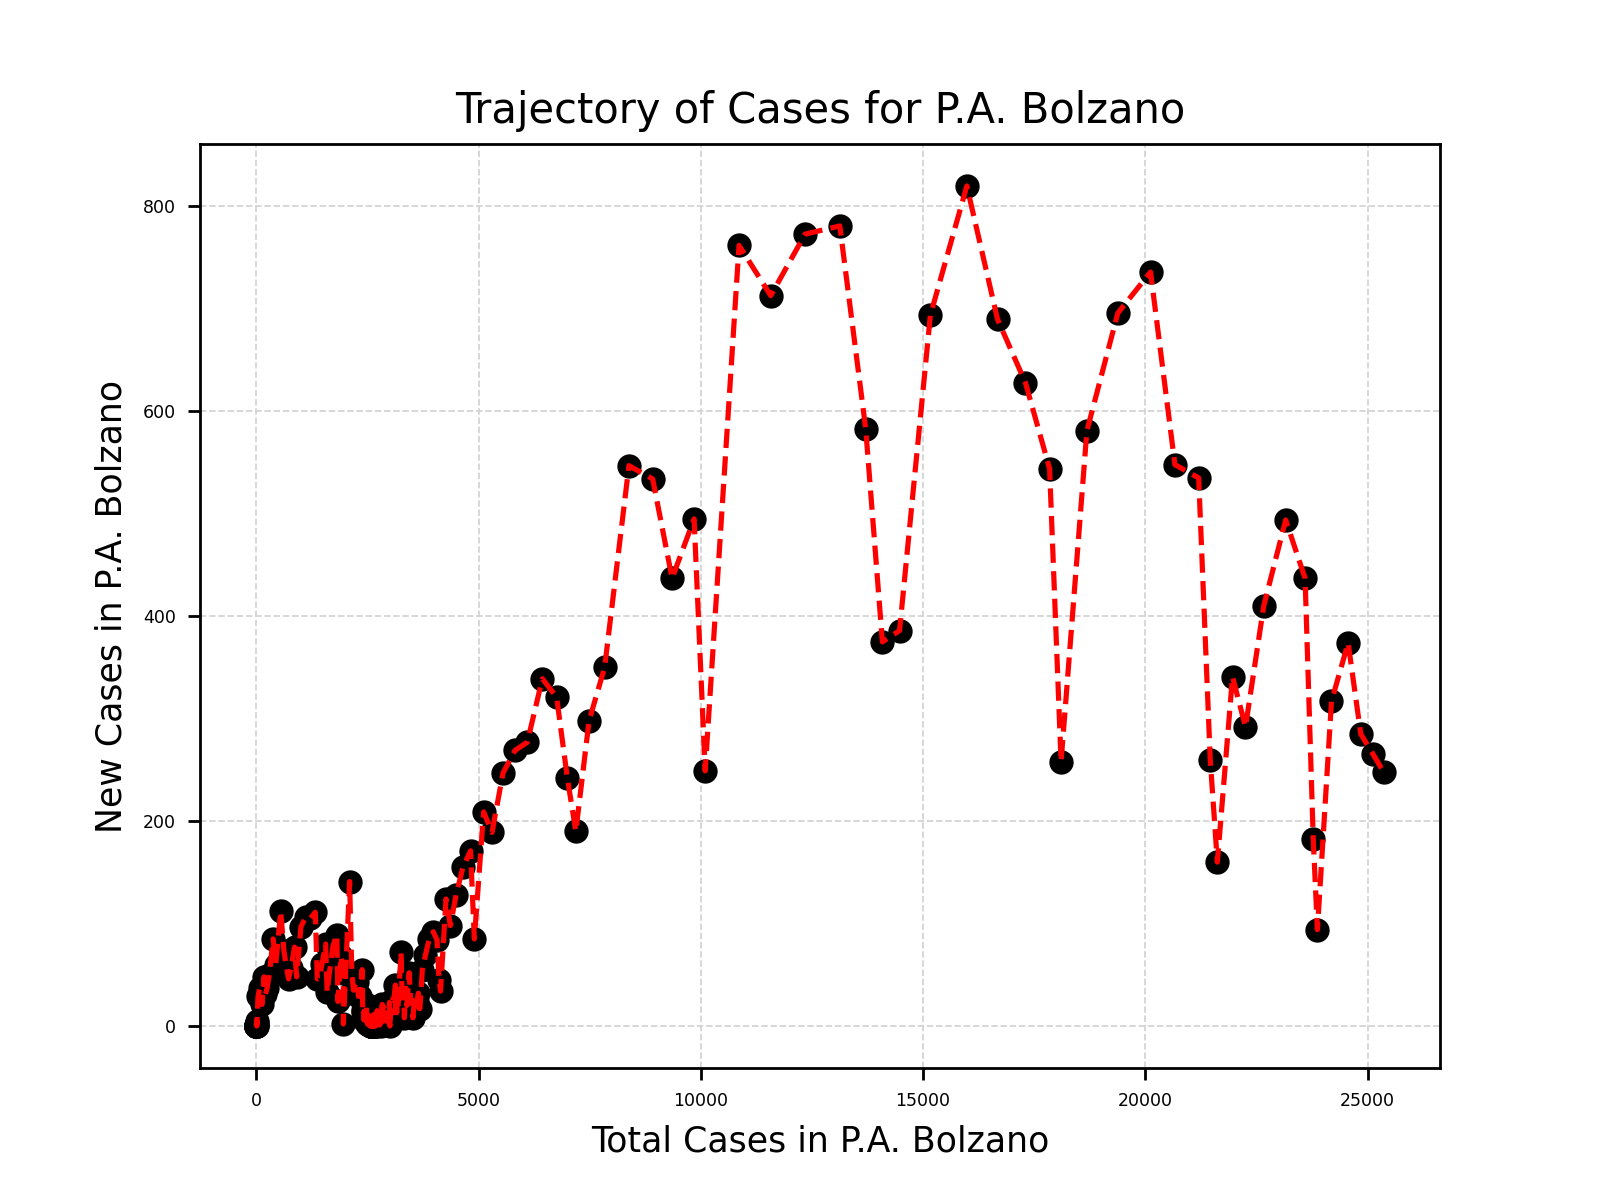 Trajectory of Cases for P.A. Bolzano
New Cases in P.A. Bolzano
800
600
400
200
0
0 5000 10000 15000 20000 25000
Total Cases in P.A. Bolzano